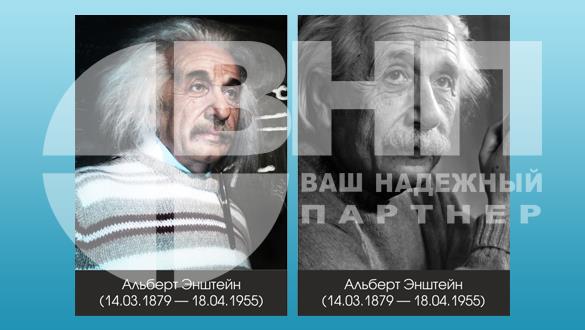 ВНП
ВАШ НАДЕЖНЫЙ
ПАРТНЕР
Альберт Энштейн
(14.03.1879 — 18.04.1955)
Альберт Энштейн
(14.03.1879 — 18.04.1955)